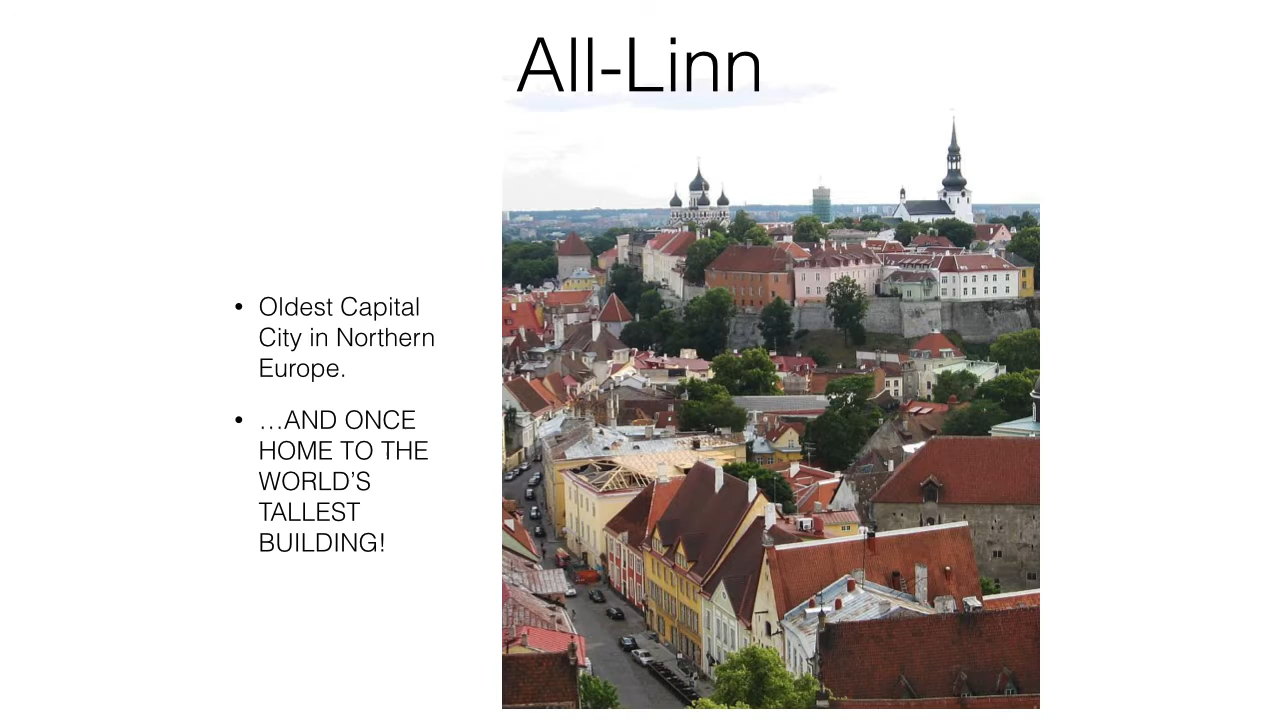 All-Linn
• Oldest Capital
City in Northern
Europe.
• …AND ONCE
HOME TO THE
WORLD’S
TALLEST
BUILDING!